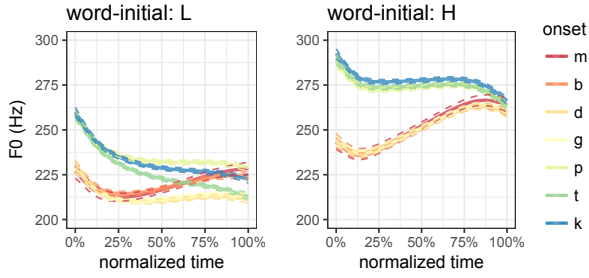 word-initial: L
word-initial: H
F0 (Hz)
300
275
250
225
200
0%
25%
50%
75%
100%
normalized time
300
275
250
225
200
0%
25%
50%
75%
100%
normalized time
onset
m
b
d
g
p
t
k